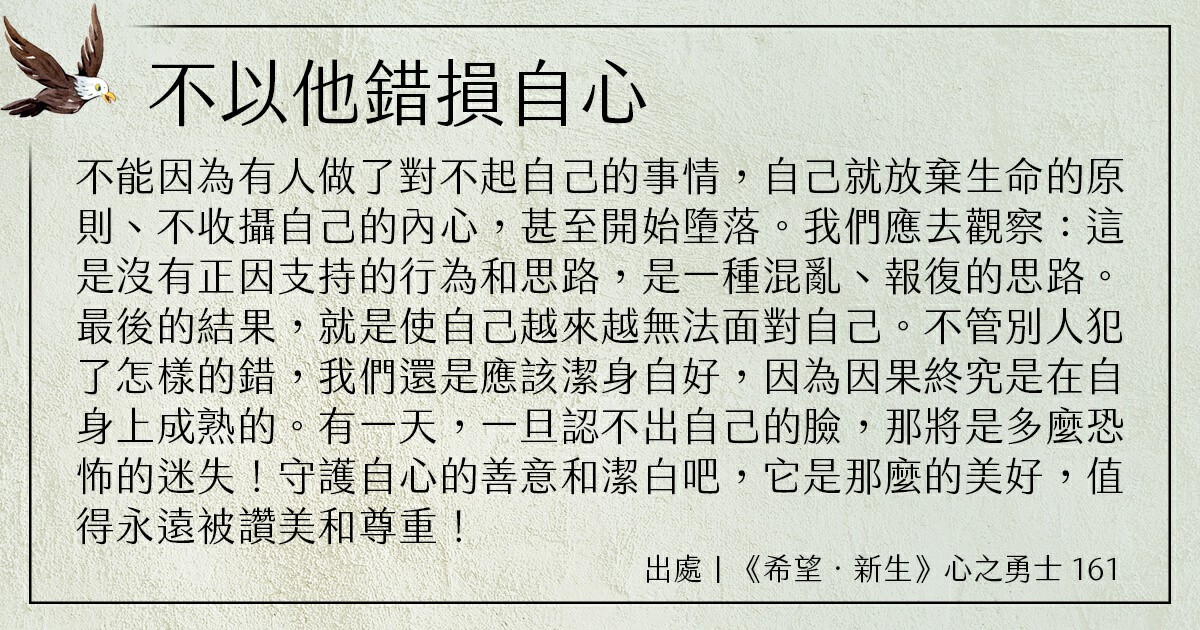 不以他錯損自心
不能因為有人做了對不起自己的事情，自己就放棄生命的原
則、不收攝自己的內心，甚至開始墮落。我們應去觀察：這
是沒有正因支持的行為和思路，是一種混亂、報復的思路。
最後的結果，就是使自己越來越無法面對自己。不管別人犯
了怎樣的錯，我們還是應該潔身自好，因為因果終究是在自
身上成熟的。有一天，一旦認不出自己的臉，那將是多麼恐
怖的迷失！守護自心的善意和潔白吧，它是那麼的美好，值
得永遠被讚美和尊重！
出處 |《希望．新生》心之勇士 161